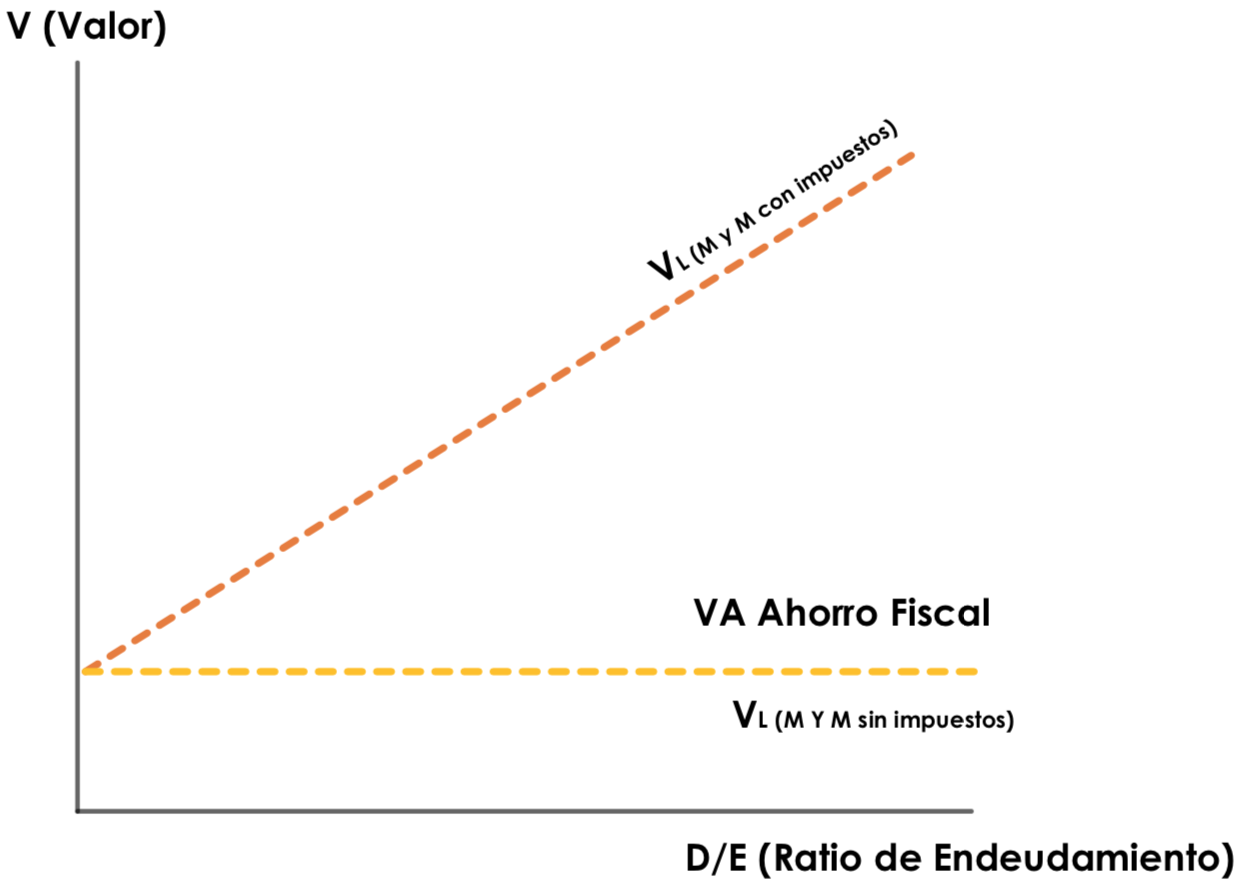 V (Valor)
VL (M y M con impuestos)
VA Ahorro Fiscal
VL (M Y M sin impuestos)
D/E (Ratio de Endeudamiento)